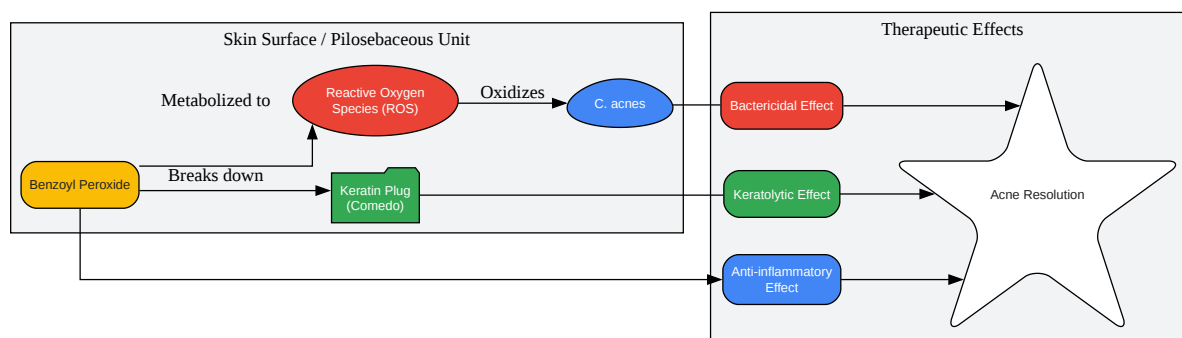 Skin Surface / Pilosebaceous Unit
Therapeutic Effects
Metabolized to
Reactive Oxygen
Species (ROS)
Oxidizes
C. acnes
Bactericidal Effect
Benzoyl Peroxide
Breaks down
Keratin Plug
(Comedo)
Keratolytic Effect
Acne Resolution
Anti-inflammatory
Effect